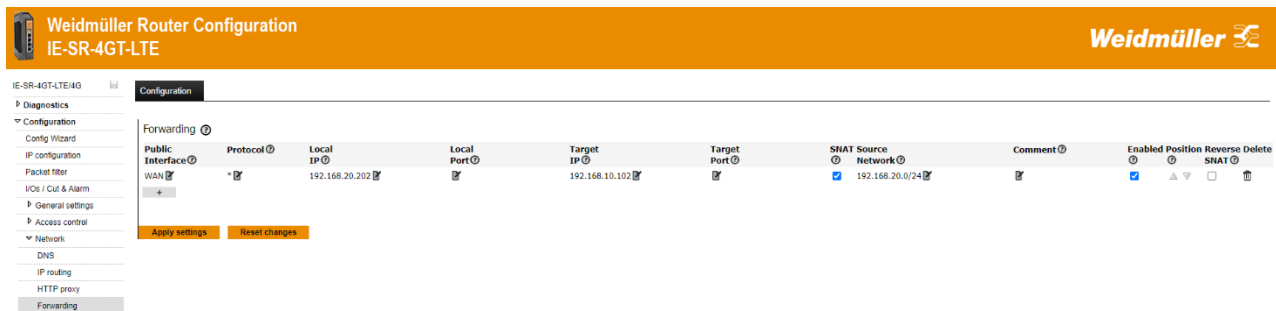 Weidmüller Router Configuration
IE-SR-4GT-LTE
Weidmüller
IE-SR-4GT-LTE/4G
Configuration
Diagnostics
Configuration
Config Wizard
IP configuration
Packet filter
I/Os / Cut & Alarm
General settings
Access control
Network
DNS
IP routing
HTTP proxy
Forwarding
Forwarding
Public Interface Protocol Local IP Local Port Target IP Target Port SNAT Source Network Comment Enabled Position Reverse SNAT Delete
WAN * 192.168.20.202 192.168.10.102 192.168.20.0/24
+
Apply settings Reset changes